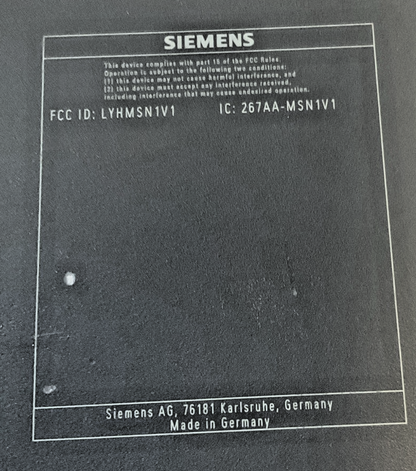 SIEMENS
This device complies with part 15 of the FCC Rules.
Operation is subject to the following two conditions:
(1) this device may not cause harmful interference, and
(2) this device must accept any interference received,
including interference that may cause undesired operation.
FCC ID: LYHMSN1V1 IC: 267AA-MSN1V1
Siemens AG, 76181 Karlsruhe, Germany
Made in Germany